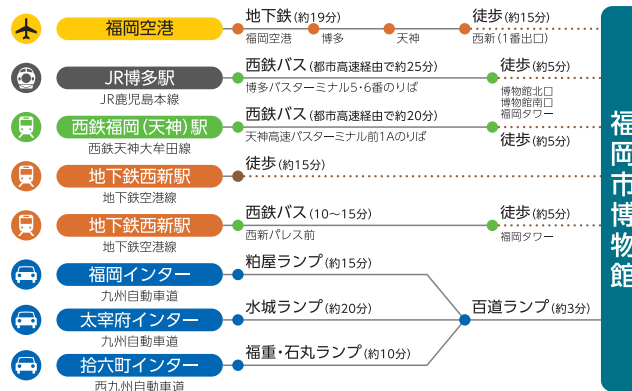 福岡空港
地下鉄(約19分)
徒歩(約15分)
福岡空港
博多
天神
西新(1番出口)
JR博多駅
JR鹿児島本線
西鉄バス(都市高速経由で約25分)
博多バスターミナル5・6番のりば
徒歩(約5分)
博物館北口
博物館南口
福岡タワー
西鉄福岡(天神)駅
西鉄天神大牟田線
西鉄バス(都市高速経由で約20分)
天神高速バスターミナル前1Aのりば
徒歩(約5分)
地下鉄西新駅
地下鉄空港線
徒歩(約15分)
地下鉄西新駅
地下鉄空港線
西鉄バス(10〜15分)
西新パレス前
徒歩(約5分)
福岡タワー
福岡インター
九州自動車道
粕屋ランプ(約15分)
太宰府インター
九州自動車道
水城ランプ(約20分)
百道ランプ(約3分)
拾六町インター
西九州自動車道
福重・石丸ランプ(約10分)
福岡市博物館